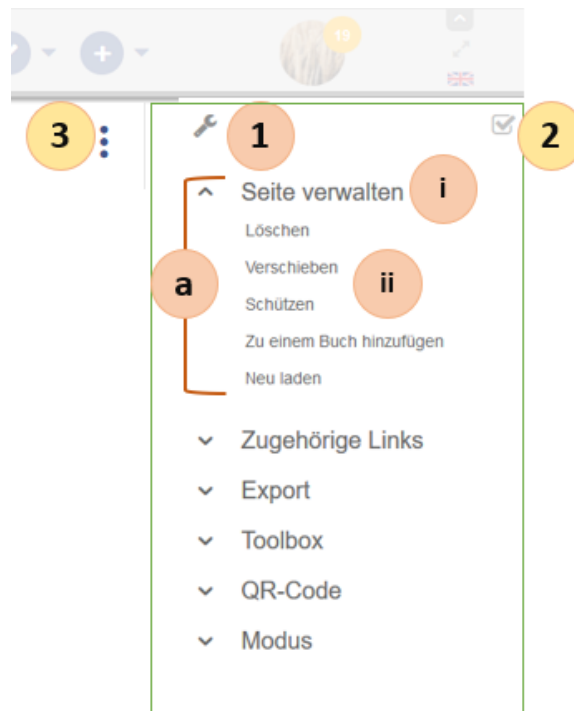 19
3
1
2
Seite verwalten
i
Löschen
Verschieben
a
ii
Schützen
Zu einem Buch hinzufügen
Neu laden
Zugehörige Links
Export
Toolbox
QR-Code
Modus